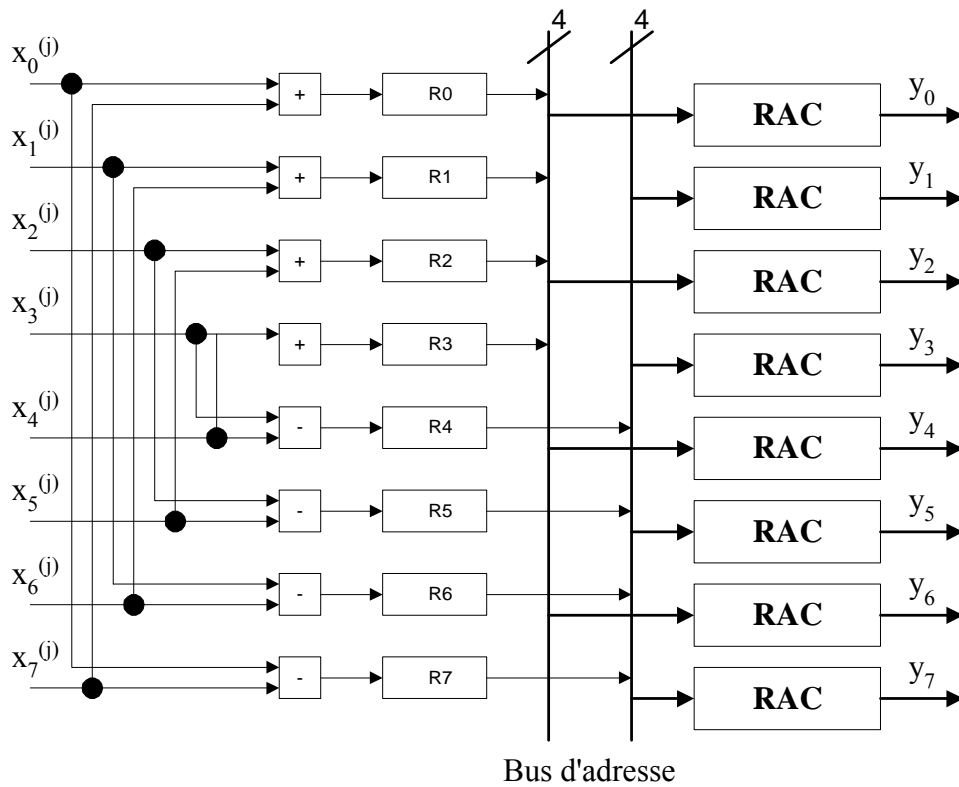 4 4
x0(j)
+ R0 RAC y0
x1(j)
+ R1 RAC y1
x2(j)
+ R2 RAC y2
x3(j)
+ R3 RAC y3
x4(j)
- R4 RAC y4
x5(j)
- R5 RAC y5
x6(j)
- R6 RAC y6
x7(j)
- R7 RAC y7
Bus d'adresse